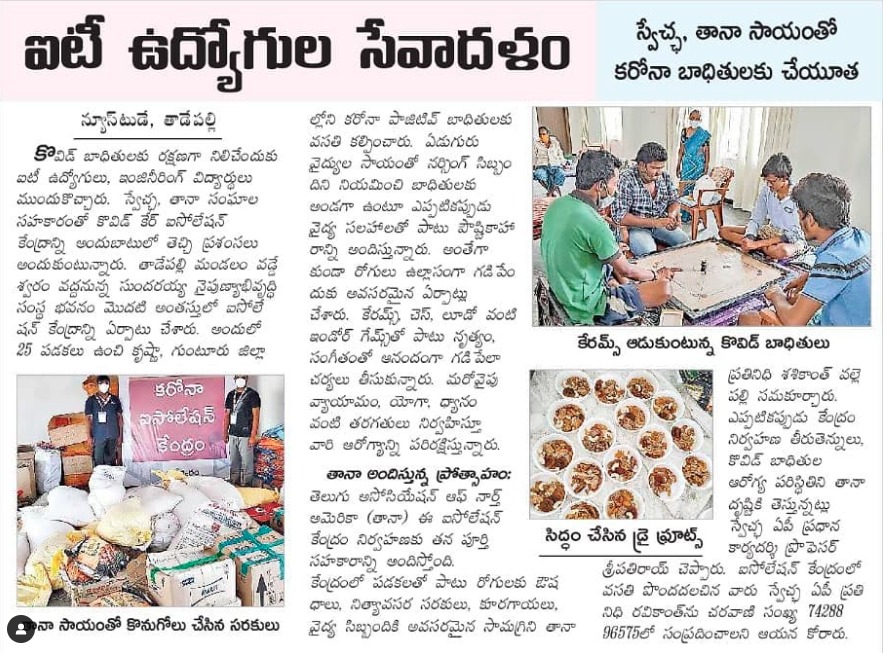 ఐటీ ఉద్యోగుల సేవాదళం
స్వేచ్ఛ, తానా సాయంతో
కరోనా బాధితులకు చేయూత
న్యూస్‌టుడే, తాడేపల్లి
కొవిడ్ బాధితులకు రక్షణగా నిలిచేందుకు
ఐటీ ఉద్యోగులు, ఇంజినీరింగ్ విద్యార్థులు
ముందుకొచ్చారు. స్వేచ్ఛ, తానా సంఘాల
సహకారంతో కొవిడ్ కేర్ ఐసోలేషన్
కేంద్రాన్ని అందుబాటులో తెచ్చి ప్రశంసలు
అందుకుంటున్నారు. తాడేపల్లి మండలం వడ్డే
శ్వరం వద్దనున్న సుందరయ్య నైపుణ్యాభివృద్ధి
సంస్థ భవనం మొదటి అంతస్తులో ఐసోలే
షన్ కేంద్రాన్ని ఏర్పాటు చేశారు. అందులో
25 పడకలు ఉంచి కృష్ణా, గుంటూరు జిల్లా
కరోనా
ఐసోలేషన్
కేంద్రం
తానా సాయంతో కొనుగోలు చేసిన సరకులు
ల్లోని కరోనా పాజిటివ్ బాధితులకు
వసతి కల్పించారు. ఏడుగురు
వైద్యుల సాయంతో నర్సింగ్ సిబ్బం
దిని నియమించి బాధితులకు
అండగా ఉంటూ ఎప్పటికప్పుడు
వైద్య సలహాలతో పాటు పౌష్టికాహా
రాన్ని అందిస్తున్నారు. అంతేగా
కుండా రోగులు ఉల్లాసంగా గడిపేం
దుకు అవసరమైన ఏర్పాట్లు
చేశారు. కేరమ్స్, చెస్, లూడో వంటి
ఇండోర్ గేమ్స్‌తో పాటు నృత్యం,
సంగీతంతో ఆనందంగా గడిపేలా
చర్యలు తీసుకున్నారు. మరోవైపు
వ్యాయామం, యోగా, ధ్యానం
వంటి తరగతులు నిర్వహిస్తూ
వారి ఆరోగ్యాన్ని పరిరక్షిస్తున్నారు.
తానా అందిస్తున్న ప్రోత్సాహం:
తెలుగు అసోసియేషన్ ఆఫ్ నార్త్
అమెరికా (తానా) ఈ ఐసోలేషన్
కేంద్రం నిర్వహణకు తన పూర్తి
సహకారాన్ని అందిస్తోంది.
కేంద్రంలో పడకలతో పాటు రోగులకు ఔష
ధాలు, నిత్యావసర సరకులు, కూరగాయలు,
వైద్య సిబ్బందికి అవసరమైన సామగ్రిని తానా
కేరమ్స్ ఆడుకుంటున్న కొవిడ్ బాధితులు
సిద్ధం చేసిన డ్రై ఫ్రూట్స్
ప్రతినిధి శశికాంత్ వల్లె
పల్లి సమకూర్చారు.
ఎప్పటికప్పుడు కేంద్రం
నిర్వహణ తీరుతెన్నులు,
కొవిడ్ బాధితుల
ఆరోగ్య పరిస్థితిని తానా
దృష్టికి తెస్తున్నట్లు
స్వేచ్ఛ ఏపీ ప్రధాన
కార్యదర్శి ప్రొఫెసర్
శ్రీపతిరాయ్ చెప్పారు. ఐసోలేషన్ కేంద్రంలో
వసతి పొందదలచిన వారు స్వేచ్ఛ ఏపీ ప్రతి
నిధి రవికాంత్‌ను చరవాణి సంఖ్య 74288
96575లో సంప్రదించాలని ఆయన కోరారు.